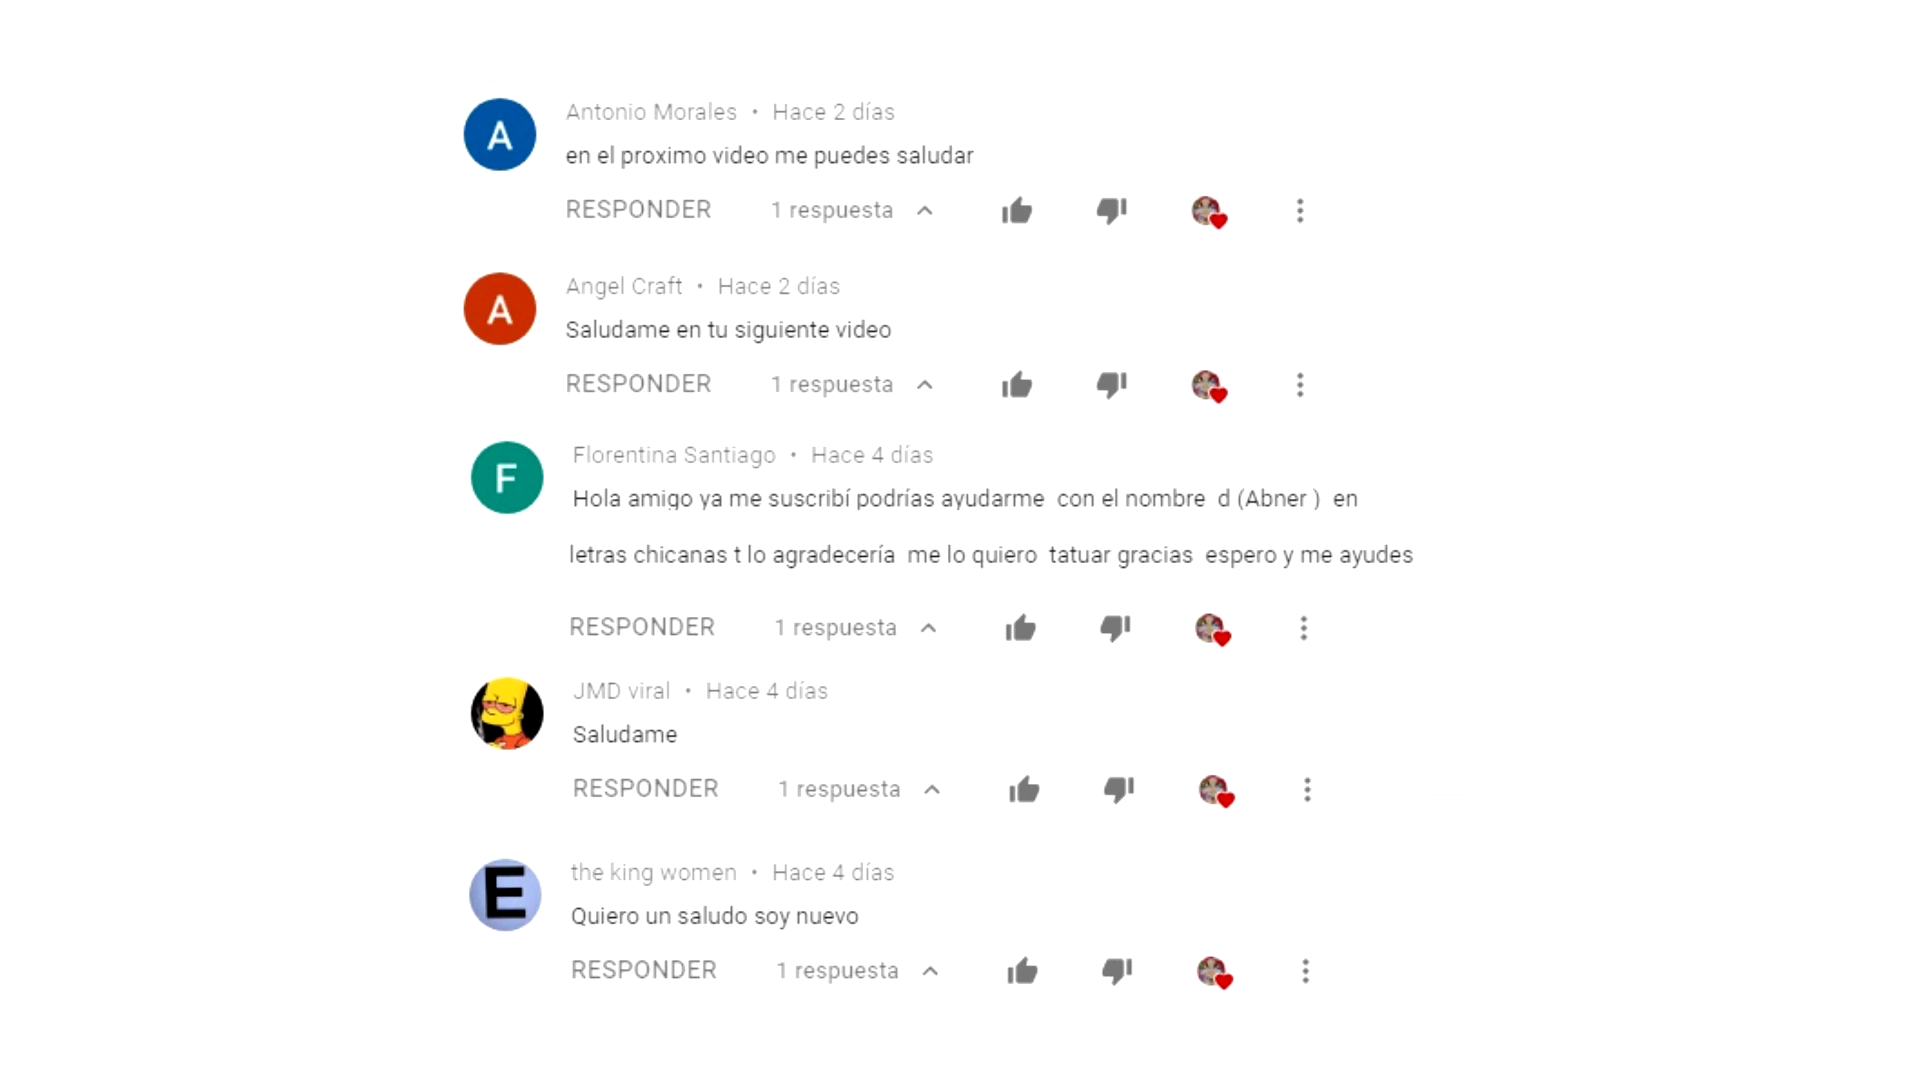 A
Antonio Morales • Hace 2 días
en el proximo video me puedes saludar
RESPONDER 1 respuesta
A
Angel Craft • Hace 2 días
Saludame en tu siguiente video
RESPONDER 1 respuesta
F
Florentina Santiago • Hace 4 días
Hola amigo ya me suscribí podrías ayudarme con el nombre d (Abner ) en
letras chicanas t lo agradecería me lo quiero tatuar gracias espero y me ayudes
RESPONDER 1 respuesta
JMD viral • Hace 4 días
Saludame
RESPONDER 1 respuesta
E
the king women • Hace 4 días
Quiero un saludo soy nuevo
RESPONDER 1 respuesta